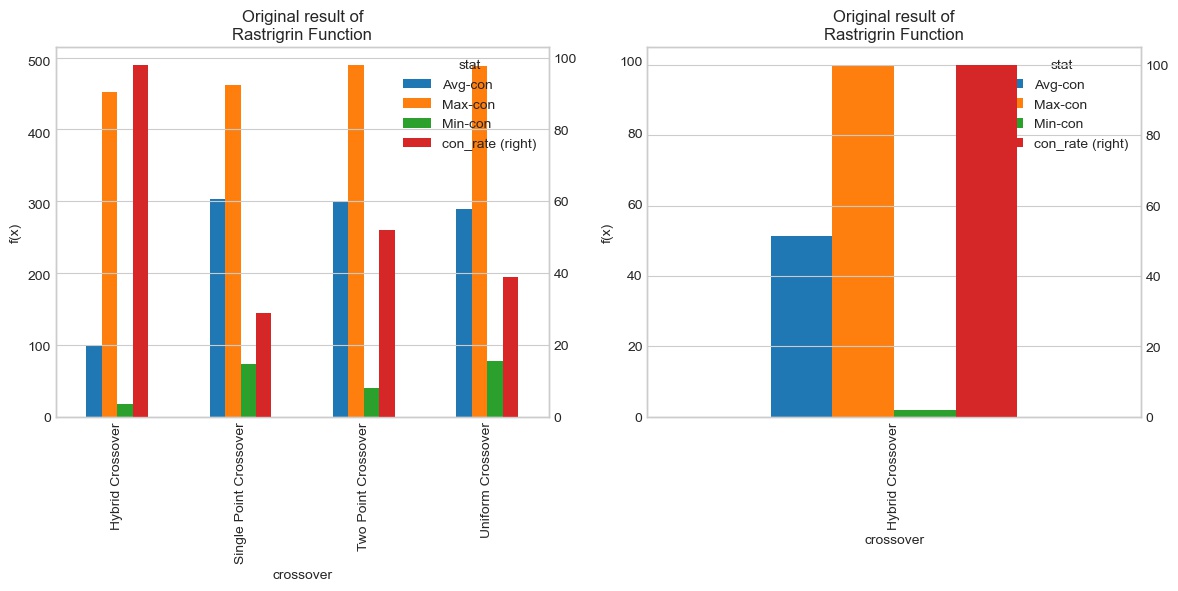 Original result of
Rastrigrin Function
500
400
300
200
100
0
f(x)
100
80
60
40
20
0
stat
Avg-con
Max-con
Min-con
con_rate (right)
Hybrid Crossover
Single Point Crossover
Two Point Crossover
Uniform Crossover
crossover
Original result of
Rastrigrin Function
100
80
60
40
20
0
f(x)
100
80
60
40
20
0
stat
Avg-con
Max-con
Min-con
con_rate (right)
Hybrid Crossover
crossover